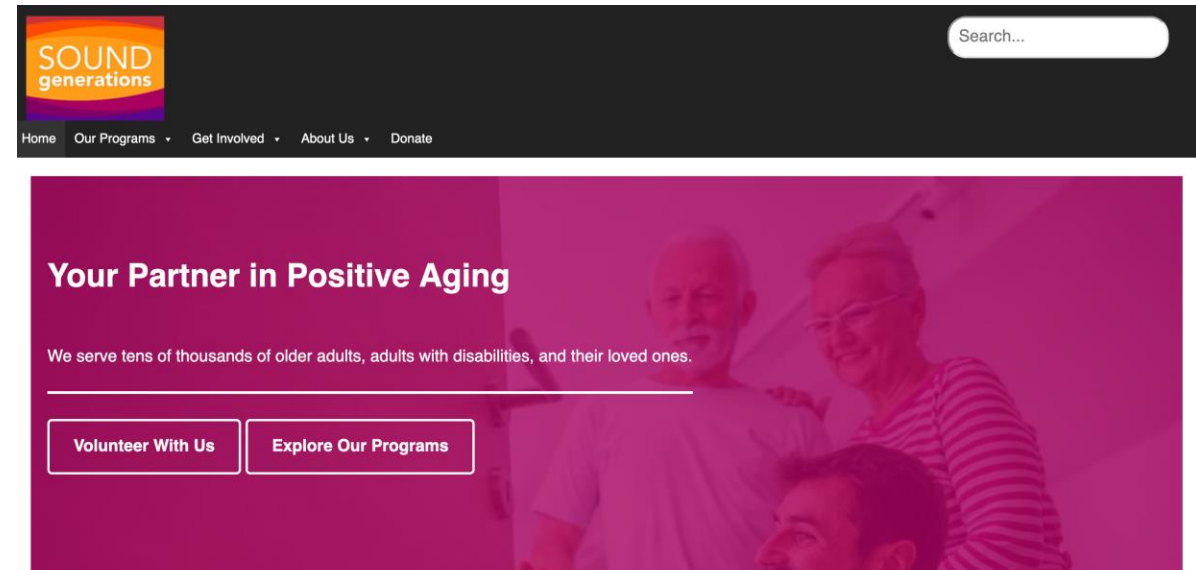 SOUND
generations
Search...
Home Our Programs Get Involved About Us Donate
Your Partner in Positive Aging
We serve tens of thousands of older adults, adults with disabilities, and their loved ones.
Volunteer With Us Explore Our Programs